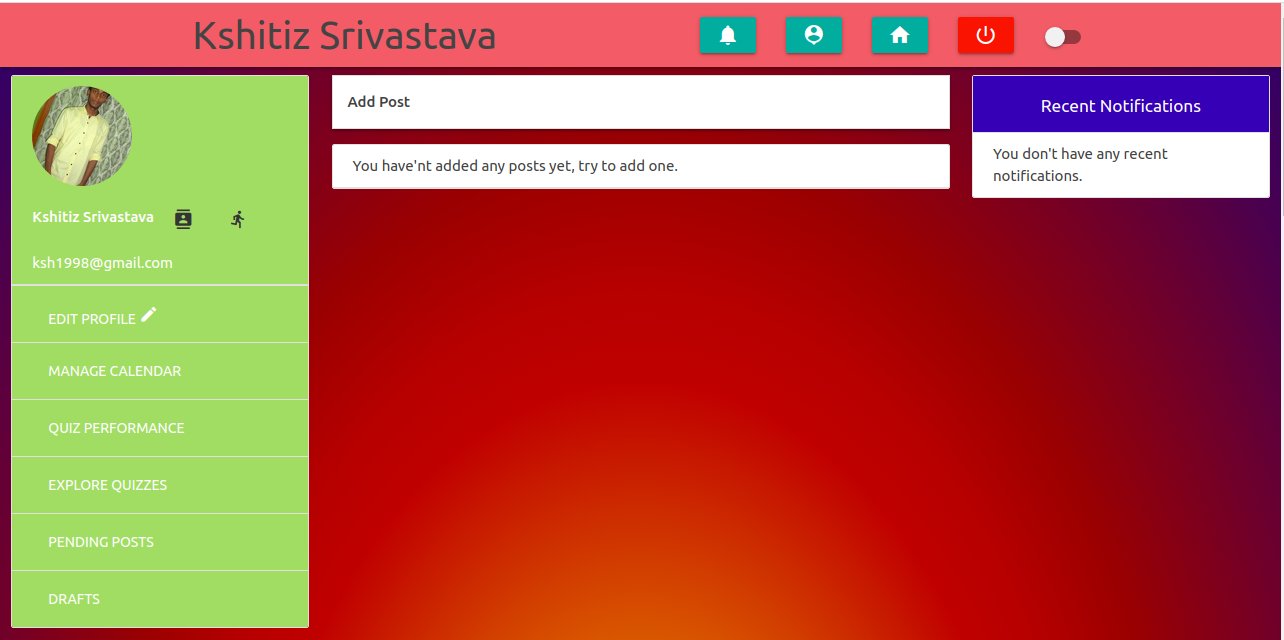 Kshitiz Srivastava
Kshitiz Srivastava
ksh1998@gmail.com
EDIT PROFILE
MANAGE CALENDAR
QUIZ PERFORMANCE
EXPLORE QUIZZES
PENDING POSTS
DRAFTS
Add Post
You have'nt added any posts yet, try to add one.
Recent Notifications
You don't have any recent
notifications.